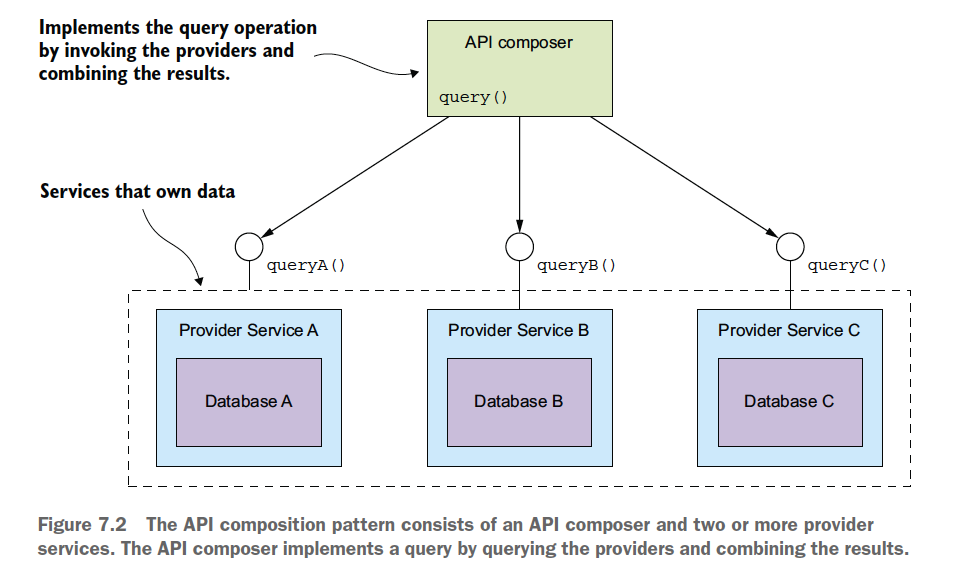 Implements the query operation
by invoking the providers and
combining the results.
API composer
query()
Services that own data
queryA()
queryB()
queryC()
Provider Service A
Provider Service B
Provider Service C
Database A
Database B
Database C
Figure 7.2 The API composition pattern consists of an API composer and two or more provider
services. The API composer implements a query by querying the providers and combining the results.